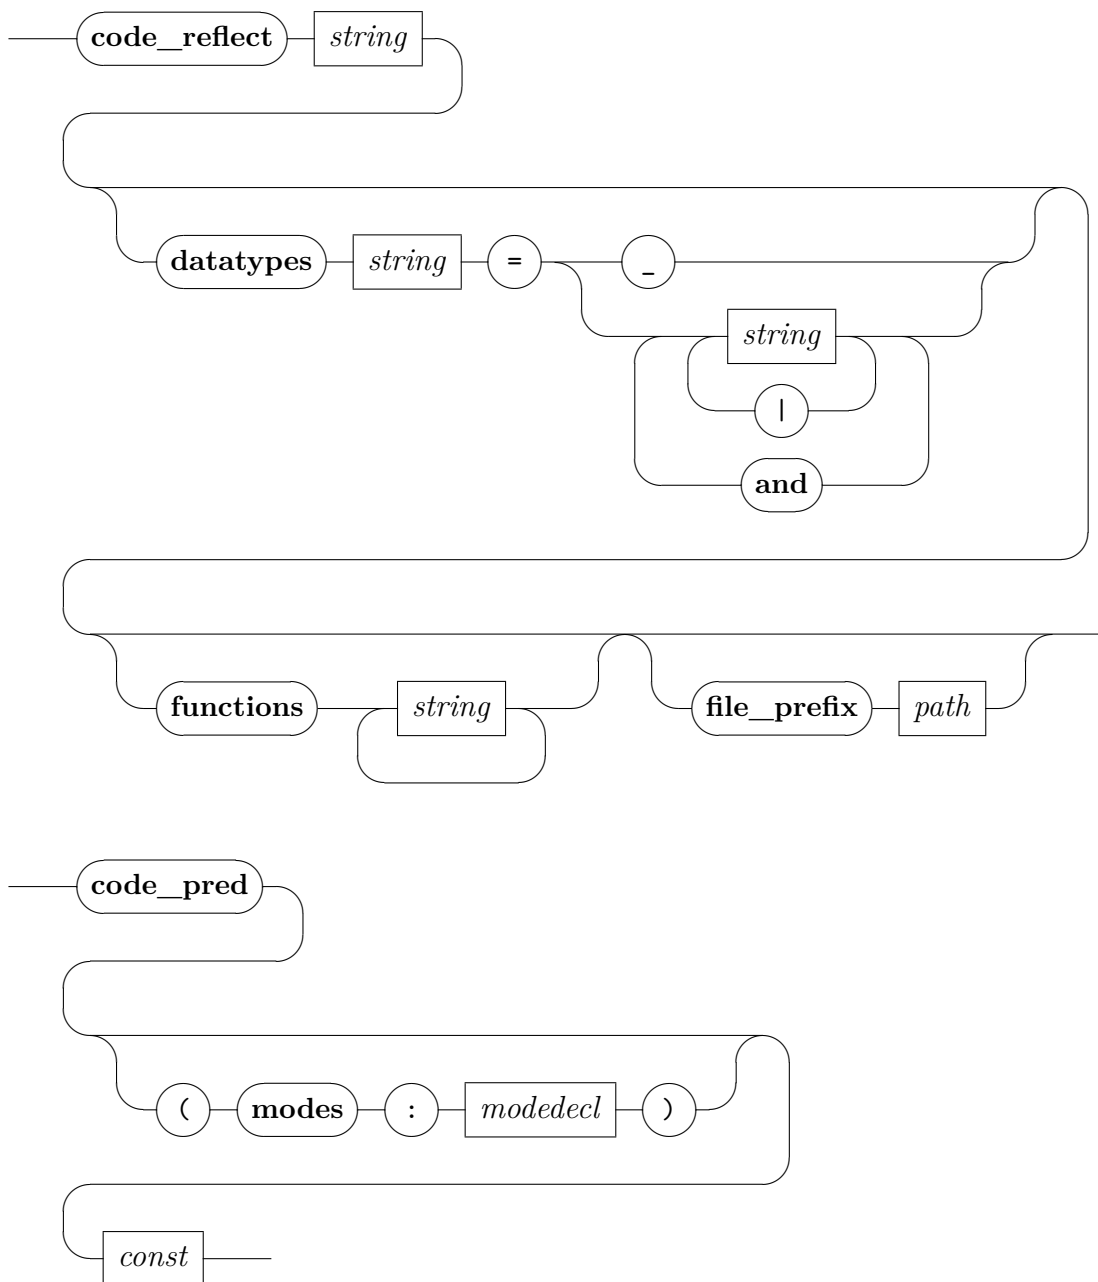 code_reflect string
datatypes string = _
string
|
and
functions string file_prefix path
code_pred
( modes : modedecl )
const